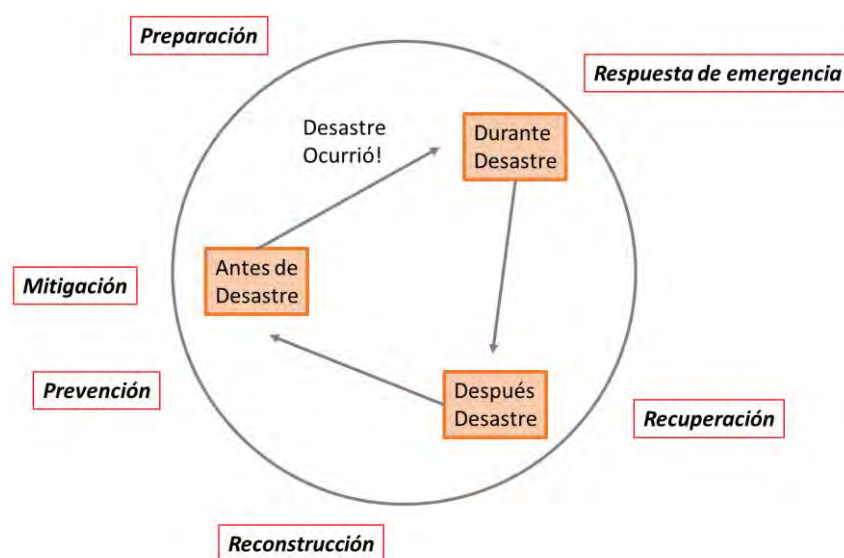 Preparación
Respuesta de emergencia
Desastre
Ocurrió!
Durante
Desastre
Antes de
Desastre
Mitigación
Prevención
Después
Desastre
Recuperación
Reconstrucción